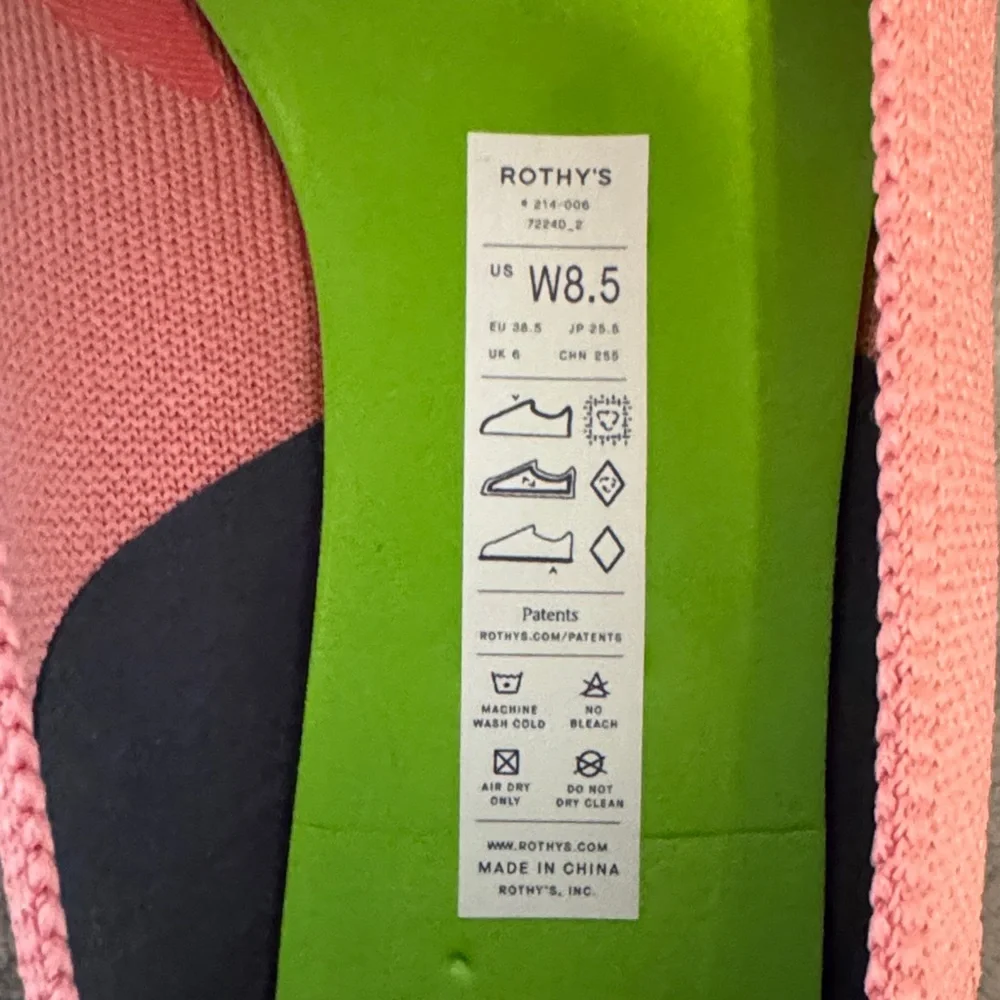 ROTHY'S
# 214-006
7224D_2
US W8.5
EU 38.5 JP 25.5
UK 6 CHN 255
Patents
ROTHYS.COM/PATENTS
MACHINE WASH COLD
NO BLEACH
AIR DRY ONLY
DO NOT DRY CLEAN
WWW.ROTHYS.COM
MADE IN CHINA
ROTHY'S, INC.